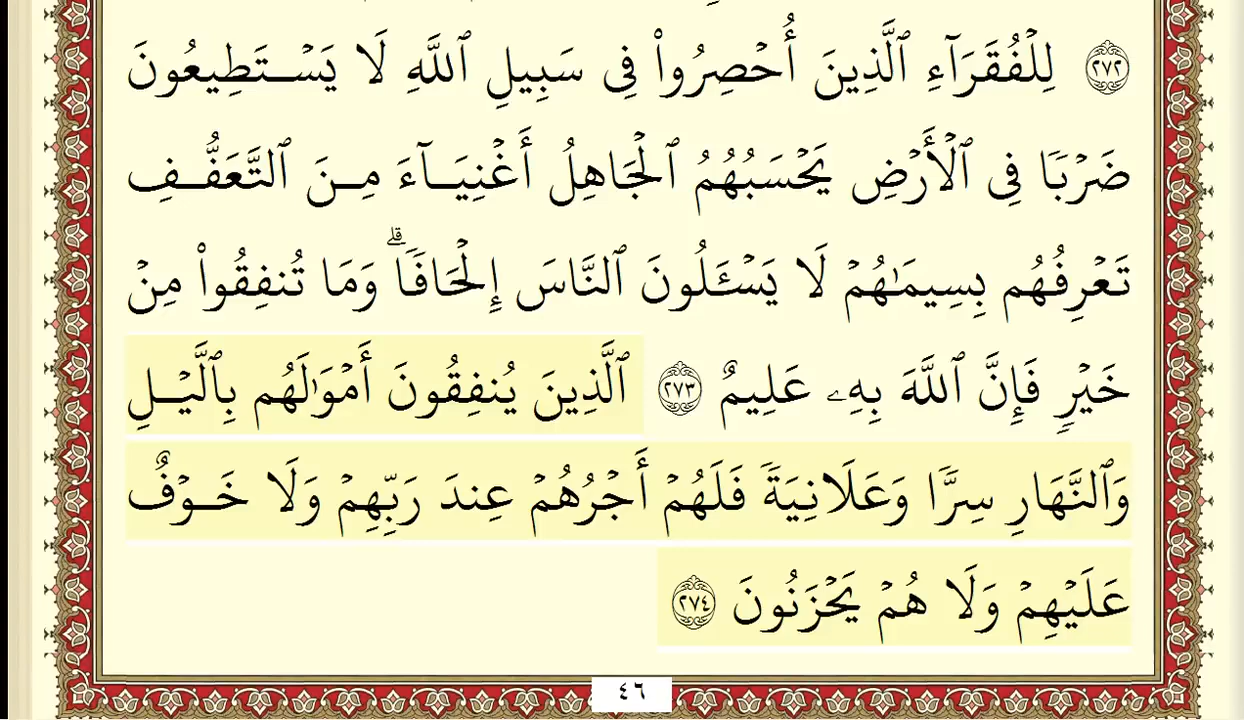 ٢٧٢ لِلْفُقَرَآءِ ٱلَّذِينَ أُحْصِرُوا۟ فِى سَبِيلِ ٱللَّهِ لَا يَسْتَطِيعُونَ
ضَرْبًا فِى ٱلْأَرْضِ يَحْسَبُهُمُ ٱلْجَاهِلُ أَغْنِيَآءَ مِنَ ٱلتَّعَفُّفِ
تَعْرِفُهُم بِسِيمَـٰهُمْ لَا يَسْـَٔلُونَ ٱلنَّاسَ إِلْحَافًا ۗ وَمَا تُنفِقُوا۟ مِنْ
خَيْرٍ فَإِنَّ ٱللَّهَ بِهِۦ عَلِيمٌ ٢٧٣ ٱلَّذِينَ يُنفِقُونَ أَمْوَٰلَهُم بِٱلَّيْلِ
وَٱلنَّهَارِ سِرًّا وَعَلَانِيَةً فَلَهُمْ أَجْرُهُمْ عِندَ رَبِّهِمْ وَلَا خَوْفٌ
عَلَيْهِمْ وَلَا هُمْ يَحْزَنُونَ ٢٧٤
٤٦